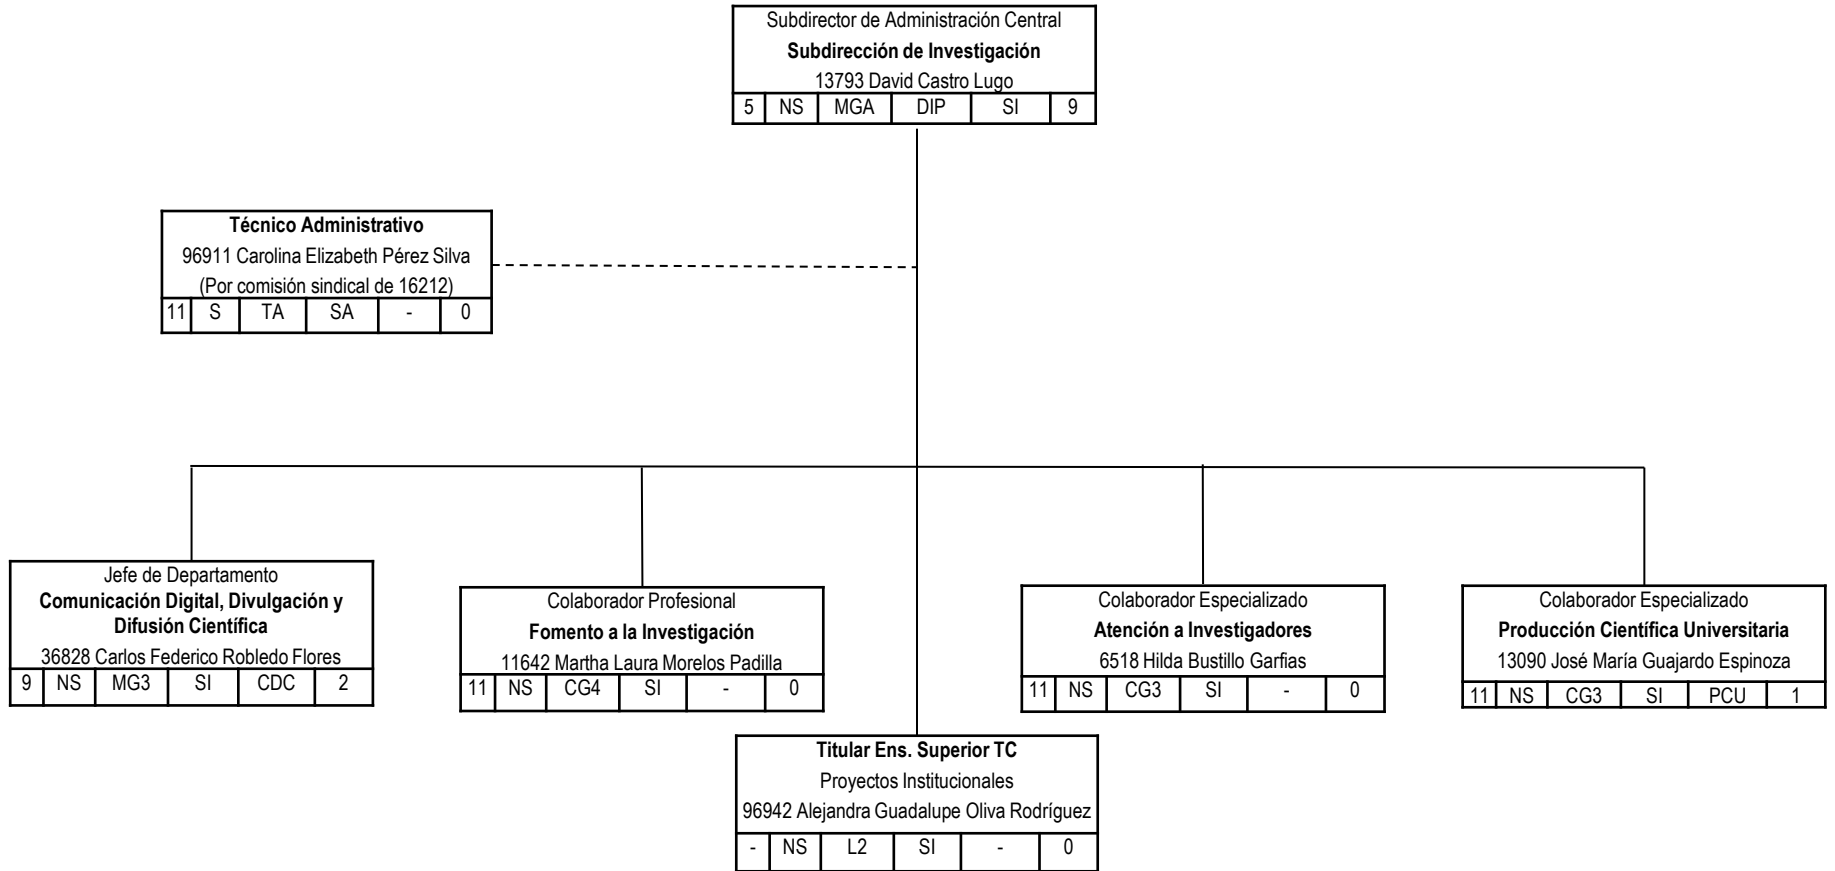 Subdirector de Administración Central
Subdirección de Investigación
13793 David Castro Lugo
5 NS MGA DIP SI 9
Técnico Administrativo
96911 Carolina Elizabeth Pérez Silva
(Por comisión sindical de 16212)
11 S TA SA - 0
Jefe de Departamento
Comunicación Digital, Divulgación y
Difusión Científica
36828 Carlos Federico Robledo Flores
9 NS MG3 SI CDC 2
Colaborador Profesional
Fomento a la Investigación
11642 Martha Laura Morelos Padilla
11 NS CG4 SI - 0
Colaborador Especializado
Atención a Investigadores
6518 Hilda Bustillo Garfias
11 NS CG3 SI - 0
Colaborador Especializado
Producción Científica Universitaria
13090 José María Guajardo Espinoza
11 NS CG3 SI PCU 1
Titular Ens. Superior TC
Proyectos Institucionales
96942 Alejandra Guadalupe Oliva Rodríguez
- NS L2 SI - 0